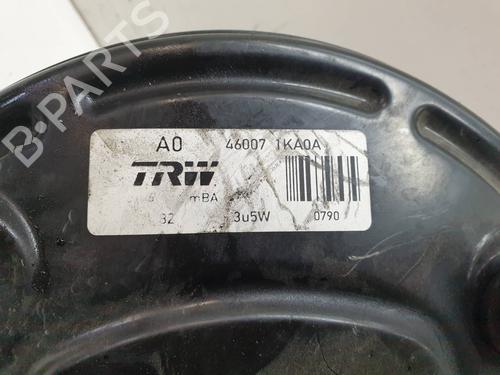 B-PARTS
A0 46007 1KA0A
TRW
mBA
32 3u5W 0790